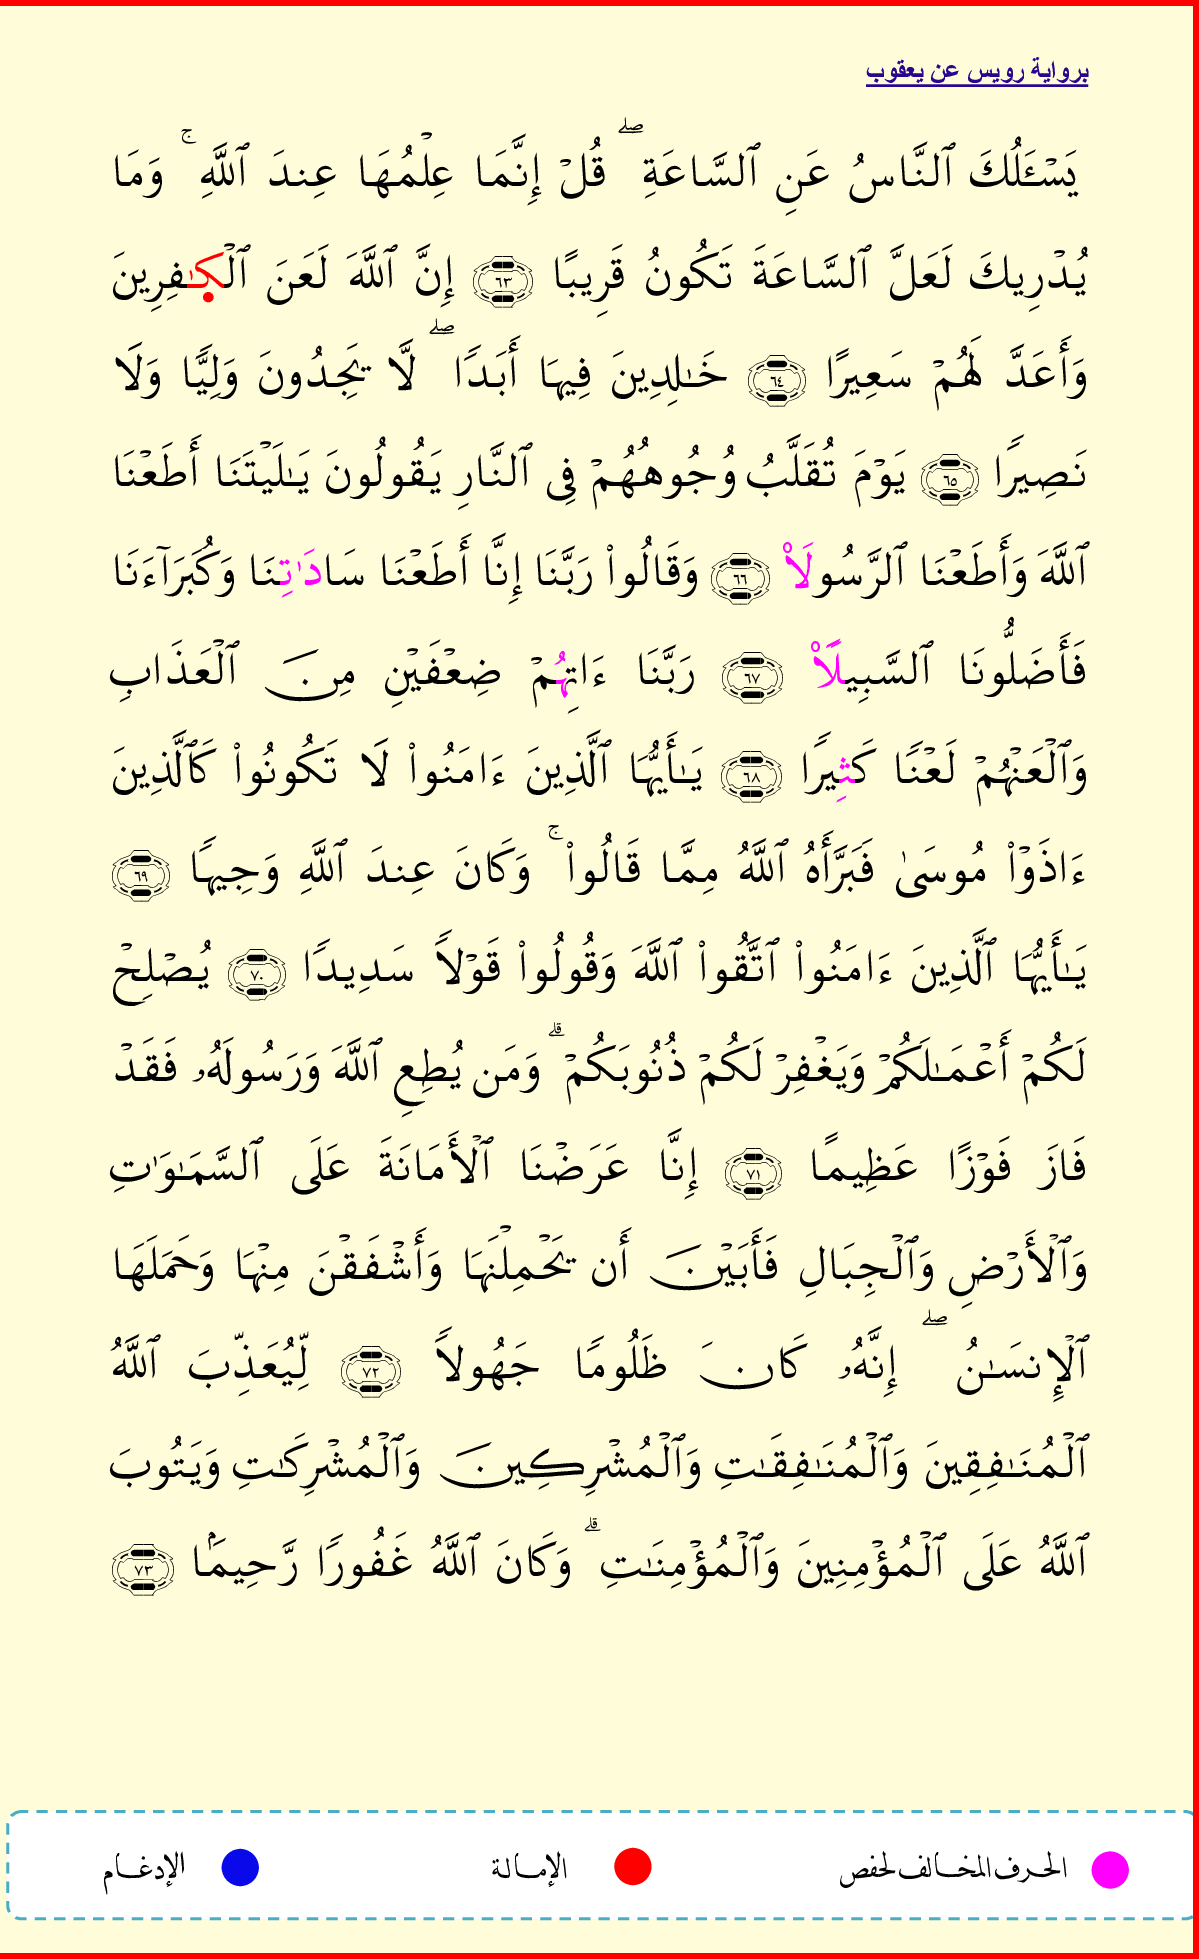 برواية رويس عن يعقوب
يَسْـَٔلُكَ ٱلنَّاسُ عَنِ ٱلسَّاعَةِ ۖ قُلْ إِنَّمَا عِلْمُهَا عِندَ ٱللَّهِ ۚ وَمَا
يُدْرِيكَ لَعَلَّ ٱلسَّاعَةَ تَكُونُ قَرِيبًا ٦٣ إِنَّ ٱللَّهَ لَعَنَ ٱلْكَـٰفِرِينَ
وَأَعَدَّ لَهُمْ سَعِيرًا ٦٤ خَـٰلِدِينَ فِيهَا أَبَدًا ۖ لَّا يَجِدُونَ وَلِيًّا وَلَا
نَصِيرًا ٦٥ يَوْمَ تُقَلَّبُ وُجُوهُهُمْ فِى ٱلنَّارِ يَقُولُونَ يَـٰلَيْتَنَا أَطَعْنَا
ٱللَّهَ وَأَطَعْنَا ٱلرَّسُولَاْ ٦٦ وَقَالُوا۟ رَبَّنَا إِنَّا أَطَعْنَا سَادَٰتِنَا وَكُبَرَآءَنَا
فَأَضَلُّونَا ٱلسَّبِيلَاْ ٦٧ رَبَّنَا ءَاتِهُمْ ضِعْفَيْنِ مِنَ ٱلْعَذَابِ
وَٱلْعَنْهُمْ لَعْنًا كَثِيرًا ٦٨ يَـٰأَيُّهَا ٱلَّذِينَ ءَامَنُوا۟ لَا تَكُونُوا۟ كَٱلَّذِينَ
ءَاذَوْا۟ مُوسَىٰ فَبَرَّأَهُ ٱللَّهُ مِمَّا قَالُوا۟ ۚ وَكَانَ عِندَ ٱللَّهِ وَجِيهًا ٦٩
يَـٰأَيُّهَا ٱلَّذِينَ ءَامَنُوا۟ ٱتَّقُوا۟ ٱللَّهَ وَقُولُوا۟ قَوْلًا سَدِيدًا ٧٠ يُصْلِحْ
لَكُمْ أَعْمَـٰلَكُمْ وَيَغْفِرْ لَكُمْ ذُنُوبَكُمْ ۗ وَمَن يُطِعِ ٱللَّهَ وَرَسُولَهُۥ فَقَدْ
فَازَ فَوْزًا عَظِيمًا ٧١ إِنَّا عَرَضْنَا ٱلْأَمَانَةَ عَلَى ٱلسَّمَـٰوَٰتِ
وَٱلْأَرْضِ وَٱلْجِبَالِ فَأَبَيْنَ أَن يَحْمِلْنَهَا وَأَشْفَقْنَ مِنْهَا وَحَمَلَهَا
ٱلْإِنسَـٰنُ ۖ إِنَّهُۥ كَانَ ظَلُومًا جَهُولًا ٧٢ لِّيُعَذِّبَ ٱللَّهُ
ٱلْمُنَـٰفِقِينَ وَٱلْمُنَـٰفِقَـٰتِ وَٱلْمُشْرِكِينَ وَٱلْمُشْرِكَـٰتِ وَيَتُوبَ
ٱللَّهُ عَلَى ٱلْمُؤْمِنِينَ وَٱلْمُؤْمِنَـٰتِ ۗ وَكَانَ ٱللَّهُ غَفُورًا رَّحِيمًۢا ٧٣
الحرف المخالف لحفص الإمالة الإدغام